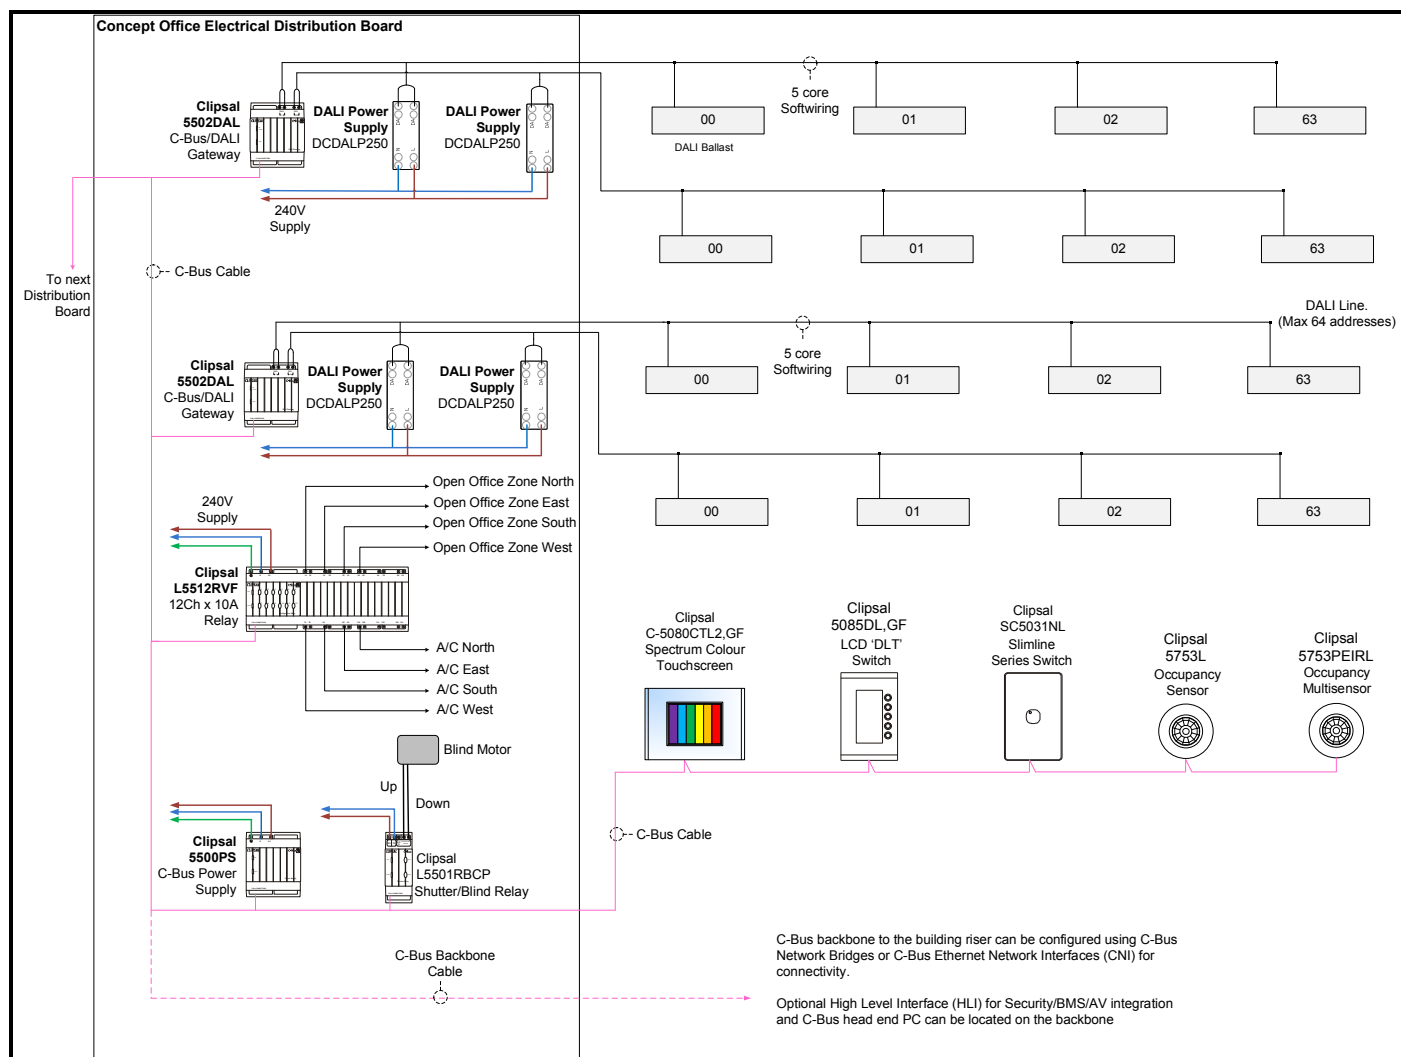 Concept Office Electrical Distribution Board
Clipsal
5502DAL
C-Bus/DALI
Gateway
DALI Power
Supply
DCDALP250
DALI Power
Supply
DCDALP250
DA
DA
N
L
DA
DA
N
L
240V
Supply
5 core
Softwiring
00
01
02
63
DALI Ballast
00
01
02
63
To next
Distribution
Board
C-Bus Cable
DALI Line.
(Max 64 addresses)
Clipsal
5502DAL
C-Bus/DALI
Gateway
DALI Power
Supply
DCDALP250
DALI Power
Supply
DCDALP250
DA
DA
N
L
DA
DA
N
L
5 core
Softwiring
00
01
02
63
00
01
02
63
240V
Supply
Open Office Zone North
Open Office Zone East
Open Office Zone South
Open Office Zone West
Clipsal
L5512RVF
12Ch x 10A
Relay
A/C North
A/C East
A/C South
A/C West
Clipsal
C-5080CTL2,GF
Spectrum Colour
Touchscreen
Clipsal
5085DL,GF
LCD ‘DLT’
Switch
Clipsal
SC5031NL
Slimline
Series Switch
Clipsal
5753L
Occupancy
Sensor
Clipsal
5753PEIRL
Occupancy
Multisensor
Blind Motor
Up
Down
Clipsal
5500PS
C-Bus Power
Supply
Clipsal
L5501RBCP
Shutter/Blind Relay
C-Bus Cable
C-Bus Backbone
Cable
C-Bus backbone to the building riser can be configured using C-Bus
Network Bridges or C-Bus Ethernet Network Interfaces (CNI) for
connectivity.
Optional High Level Interface (HLI) for Security/BMS/AV integration
and C-Bus head end PC can be located on the backbone